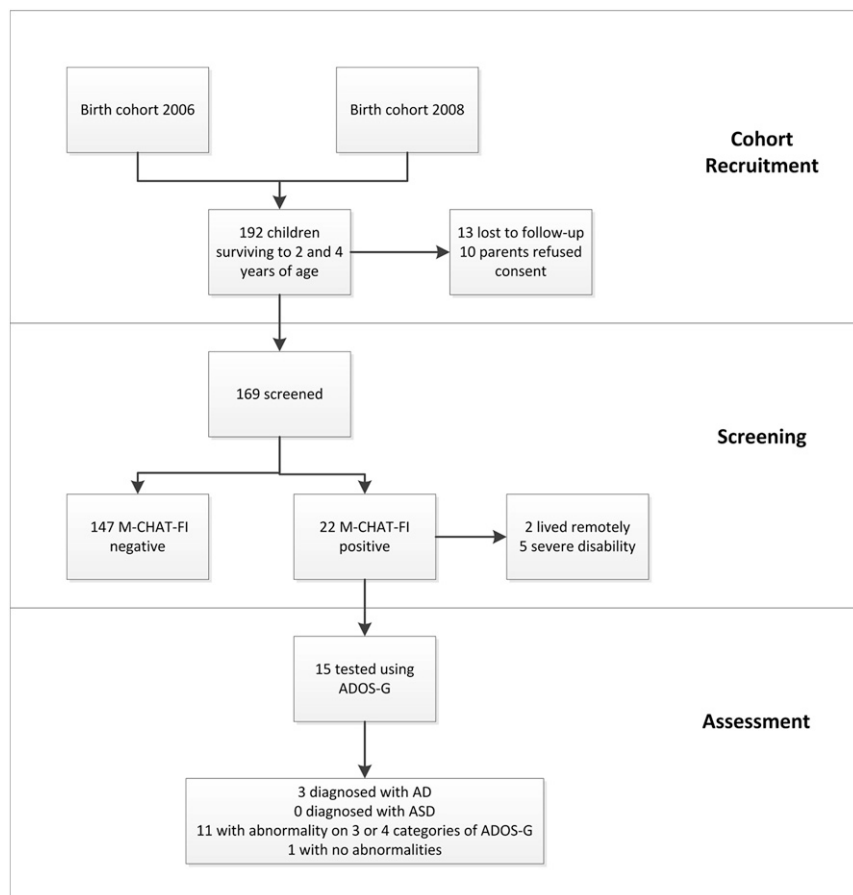 Birth cohort 2006
Birth cohort 2008
Cohort
Recruitment
192 children
surviving to 2 and 4
years of age
13 lost to follow-up
10 parents refused
consent
169 screened
Screening
147 M-CHAT-FI
negative
22 M-CHAT-FI
positive
2 lived remotely
5 severe disability
15 tested using
ADOS-G
Assessment
3 diagnosed with AD
0 diagnosed with ASD
11 with abnormality on 3 or 4 categories of ADOS-G
1 with no abnormalities